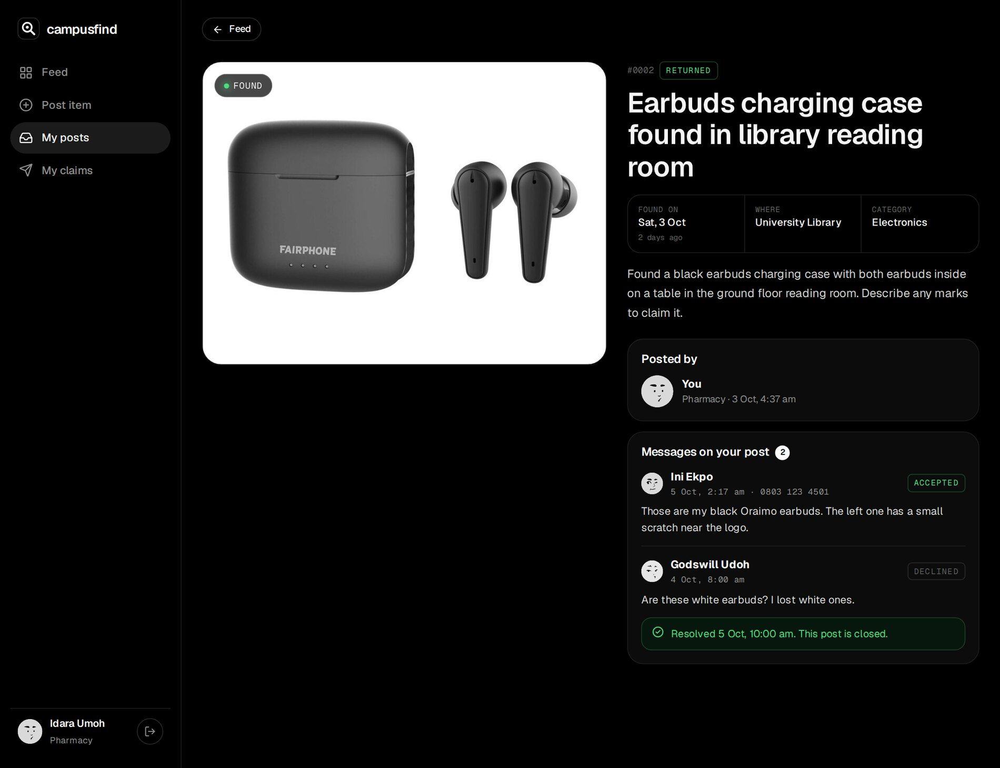 campusfind
Feed
Post item
My posts
My claims
Idara Umoh
Pharmacy
Feed
FOUND
FAIRPHONE
#0002 RETURNED
Earbuds charging case
found in library reading
room
FOUND ON
Sat, 3 Oct
2 days ago
WHERE
University Library
CATEGORY
Electronics
Found a black earbuds charging case with both earbuds inside
on a table in the ground floor reading room. Describe any marks
to claim it.
Posted by
You
Pharmacy · 3 Oct, 4:37 am
Messages on your post 2
Ini Ekpo
5 Oct, 2:17 am · 0803 123 4501
ACCEPTED
Those are my black Oraimo earbuds. The left one has a small
scratch near the logo.
Godswill Udoh
4 Oct, 8:00 am
DECLINED
Are these white earbuds? I lost white ones.
Resolved 5 Oct, 10:00 am. This post is closed.